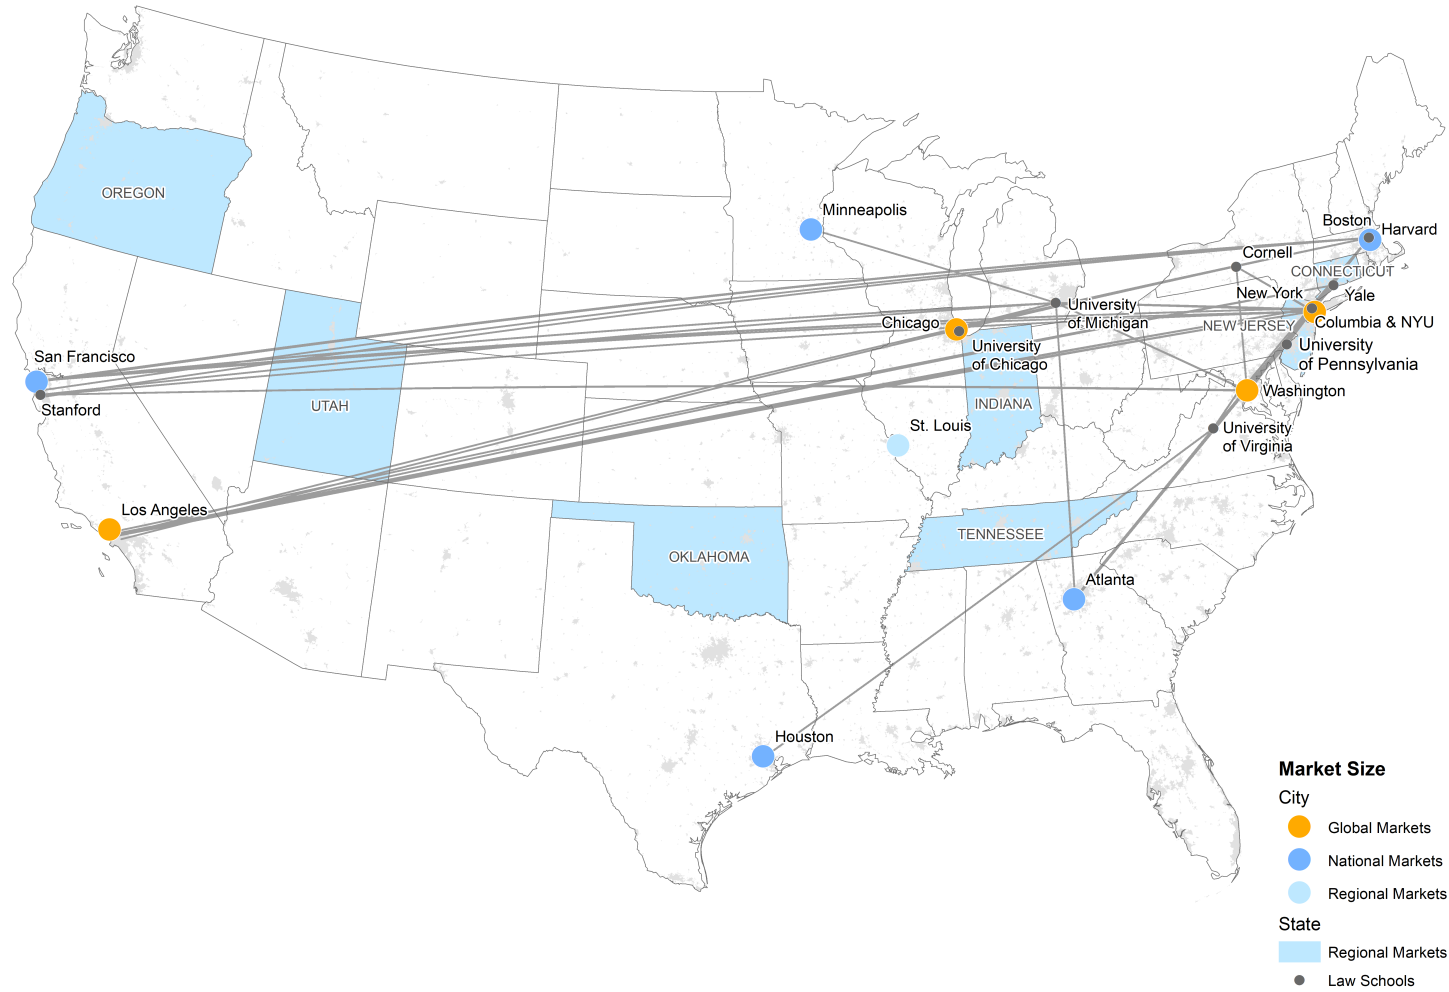 OREGON
Minneapolis
Boston
Harvard
Cornell
CONNECTICUT
New York
Yale
University
of Michigan
Chicago
NEW JERSEY
Columbia & NYU
University
of Chicago
University
of Pennsylvania
San Francisco
Stanford
UTAH
INDIANA
Washington
St. Louis
University
of Virginia
Los Angeles
OKLAHOMA
TENNESSEE
Atlanta
Houston
Market Size
City
Global Markets
National Markets
Regional Markets
State
Regional Markets
Law Schools